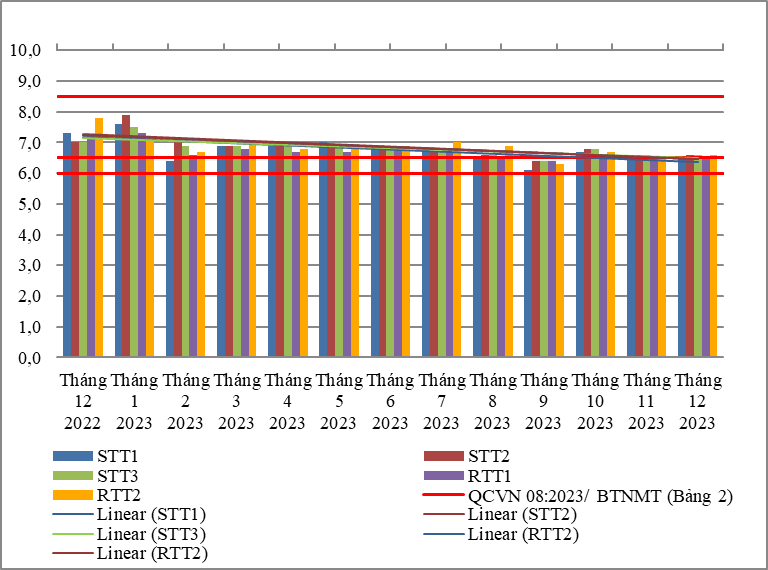 10,0
9,0
8,0
7,0
6,0
5,0
4,0
3,0
2,0
1,0
0,0
Tháng Tháng Tháng Tháng Tháng Tháng Tháng Tháng Tháng Tháng Tháng Tháng Tháng
12 1 2 3 4 5 6 7 8 9 10 11 12
2022 2023 2023 2023 2023 2023 2023 2023 2023 2023 2023 2023 2023
STT1 STT2
STT3 RTT1
RTT2 QCVN 08:2023/ BTNMT (Bảng 2)
Linear (STT1) Linear (STT2)
Linear (STT3) Linear (RTT2)
Linear (RTT2)